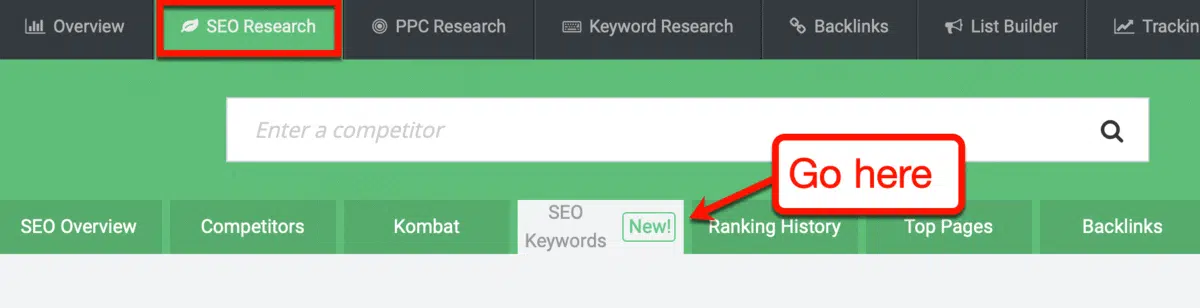 Overview
SEO Research
PPC Research
Keyword Research
Backlinks
List Builder
Trackin
Enter a competitor
Go here
SEO Overview
Competitors
Kombat
SEO
Keywords
New!
Ranking History
Top Pages
Backlinks